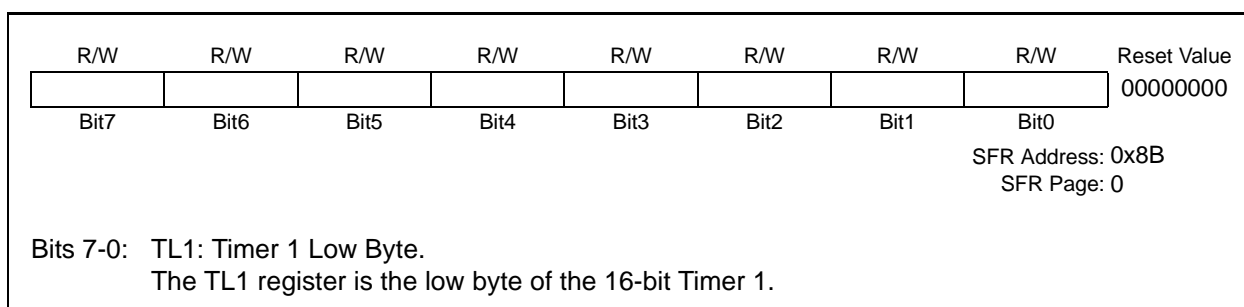 R/W R/W R/W R/W R/W R/W R/W R/W Reset Value
00000000
Bit7 Bit6 Bit5 Bit4 Bit3 Bit2 Bit1 Bit0
SFR Address: 0x8B
SFR Page: 0
Bits 7-0: TL1: Timer 1 Low Byte.
The TL1 register is the low byte of the 16-bit Timer 1.